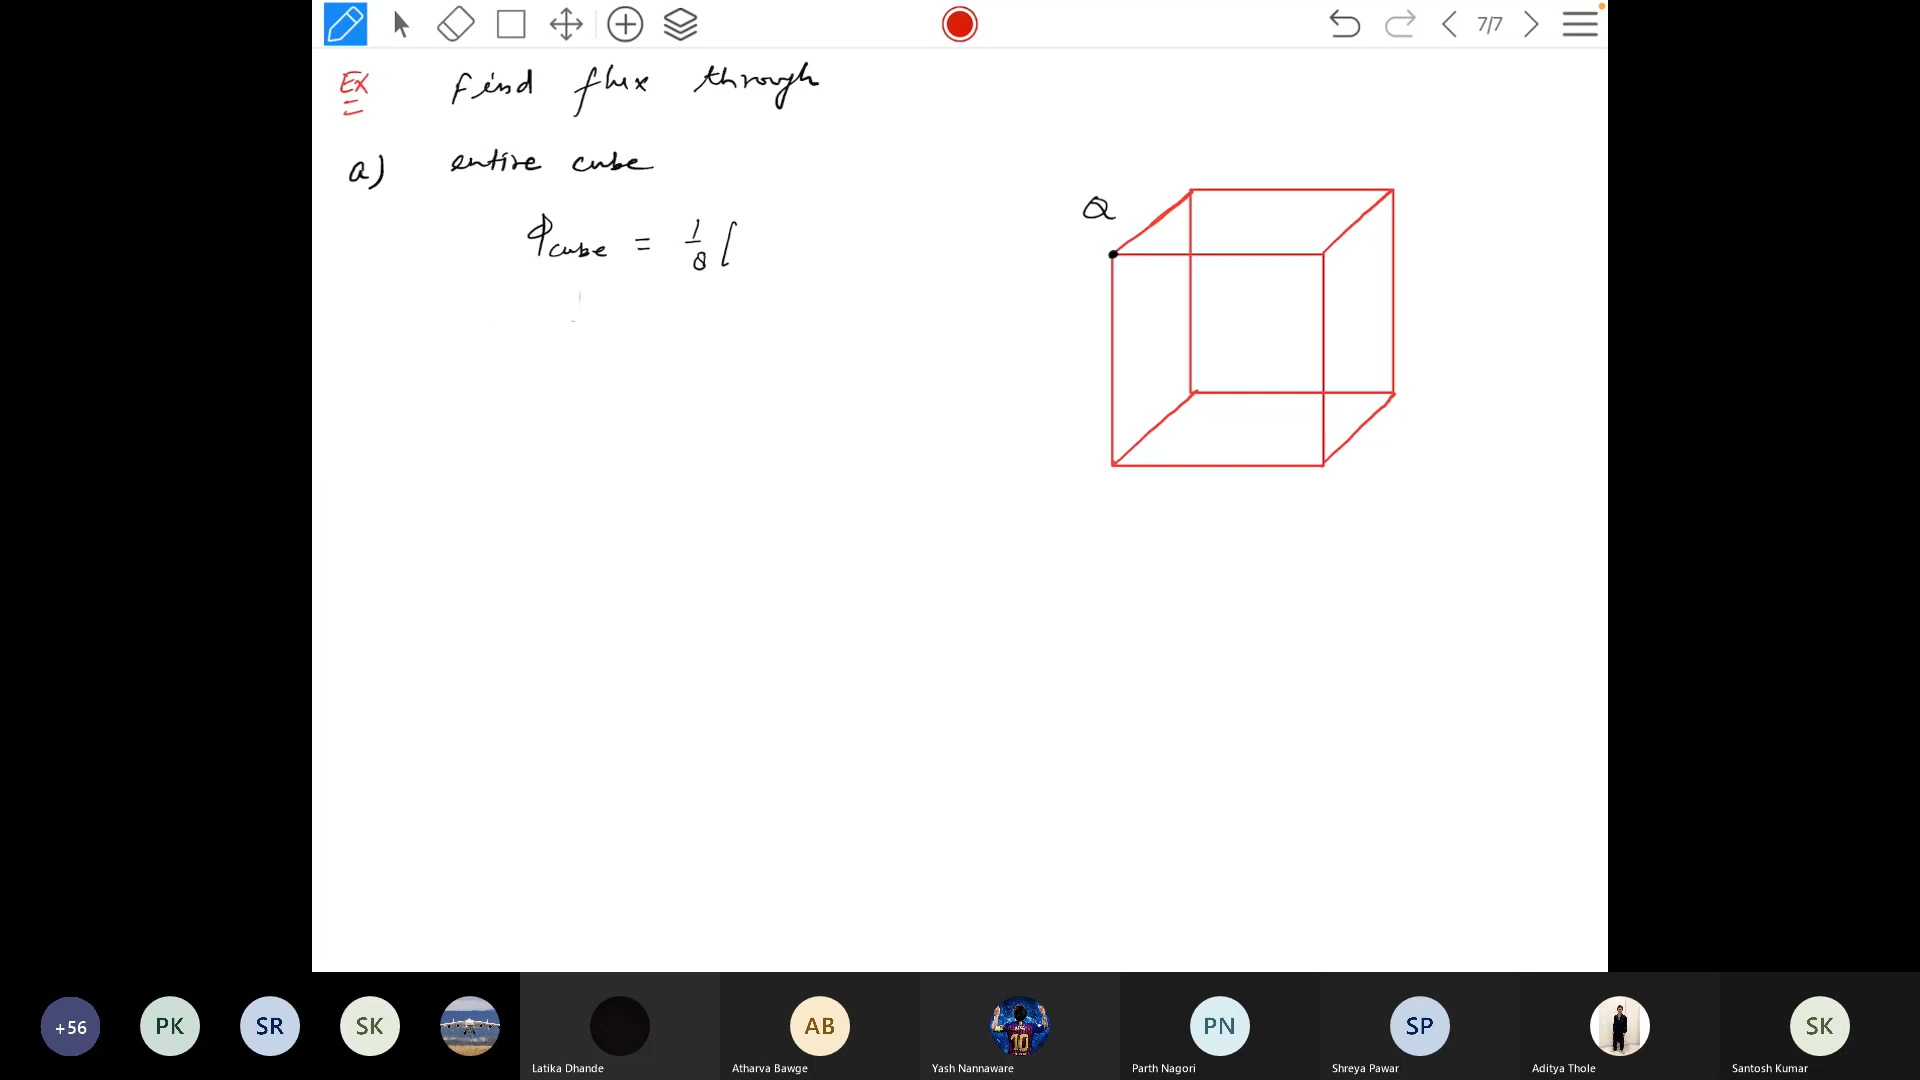 7/7
Ex Find flux through
a) entire cube
Φcube = 1/8 [
Q
+56 PK SR SK AB PN SP SK
10
Latika Dhande Atharva Bawge Yash Nannaware Parth Nagori Shreya Pawar Aditya Thole Santosh Kumar